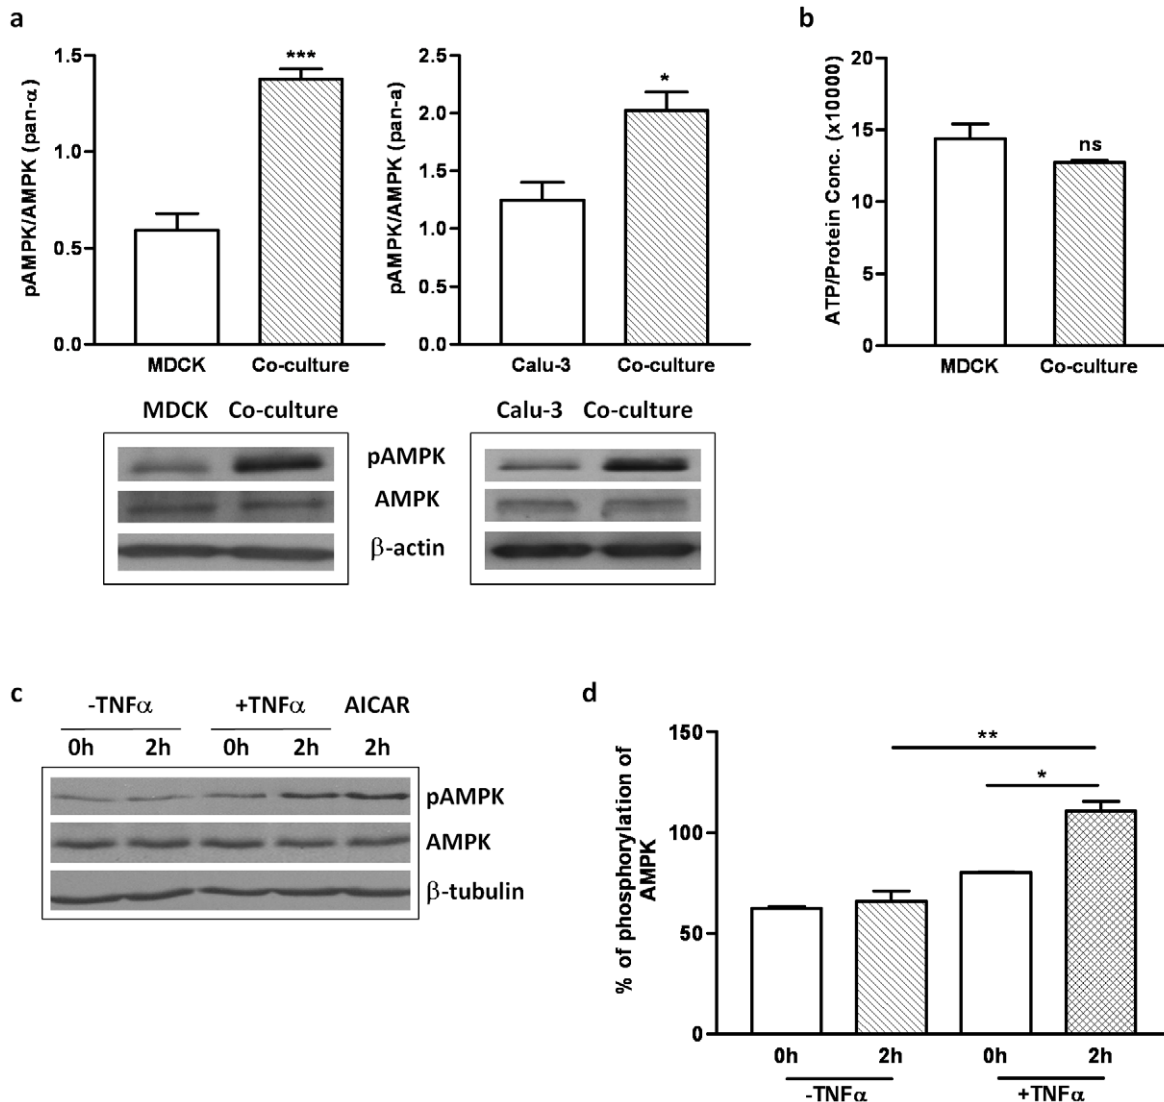 a
pAMPK/AMPK (pan-α)
1.5
1.0
0.5
0.0
***
MDCK Co-culture
pAMPK/AMPK (pan-a)
2.5
2.0
1.5
1.0
0.5
0.0
*
Calu-3 Co-culture
b
ATP/Protein Conc. (x10000)
20
15
10
5
0
ns
MDCK Co-culture
MDCK Co-culture
Calu-3 Co-culture
pAMPK
AMPK
β-actin
c
-TNFα +TNFα AICAR
0h 2h 0h 2h 2h
pAMPK
AMPK
β-tubulin
d
% of phosphorylation of
AMPK
150
100
50
0
**
*
0h 2h 0h 2h
-TNFα +TNFα